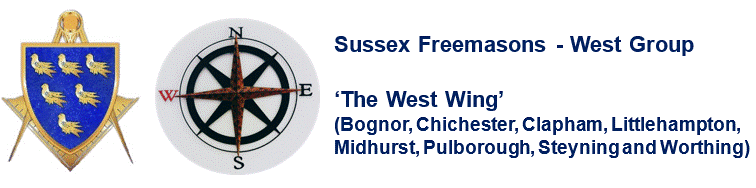 N
W
E
S
Sussex Freemasons - West Group
‘The West Wing’
(Bognor, Chichester, Clapham, Littlehampton,
Midhurst, Pulborough, Steyning and Worthing)